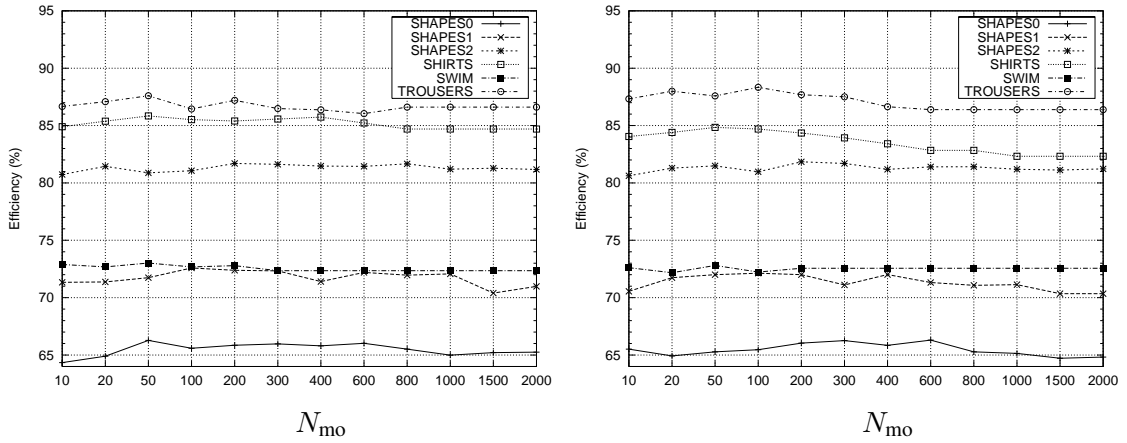 95
90
85
80
75
70
65
Efficiency (%)
SHAPES0
SHAPES1
SHAPES2
SHIRTS
SWIM
TROUSERS
10 20 50 100 200 300 400 600 800 1000 1500 2000
N_mo
95
90
85
80
75
70
65
Efficiency (%)
SHAPES0
SHAPES1
SHAPES2
SHIRTS
SWIM
TROUSERS
10 20 50 100 200 300 400 600 800 1000 1500 2000
N_mo